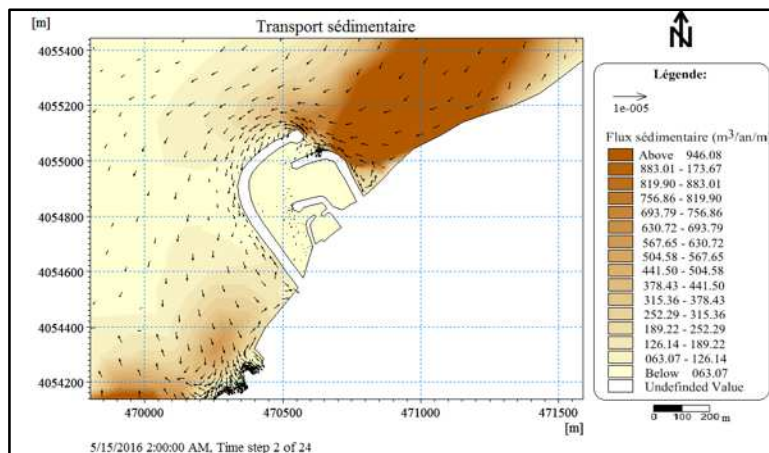 Transport sédimentaire
[m]
4055400
4055200
4055000
4054800
4054600
4054400
4054200
470000
470500
471000
471500
[m]
5/15/2016 2:00:00 AM, Time step 2 of 24
N
Légende:
1e-005
Flux sédimentaire (m³/an/m)
Above 946.08
883.01 - 173.67
819.90 - 883.01
756.86 - 819.90
693.79 - 756.86
630.72 - 693.79
567.65 - 630.72
504.58 - 567.65
441.50 - 504.58
378.43 - 441.50
315.36 - 378.43
252.29 - 315.36
189.22 - 252.29
126.14 - 189.22
063.07 - 126.14
Below 063.07
Undefinded Value
0 100 200 m